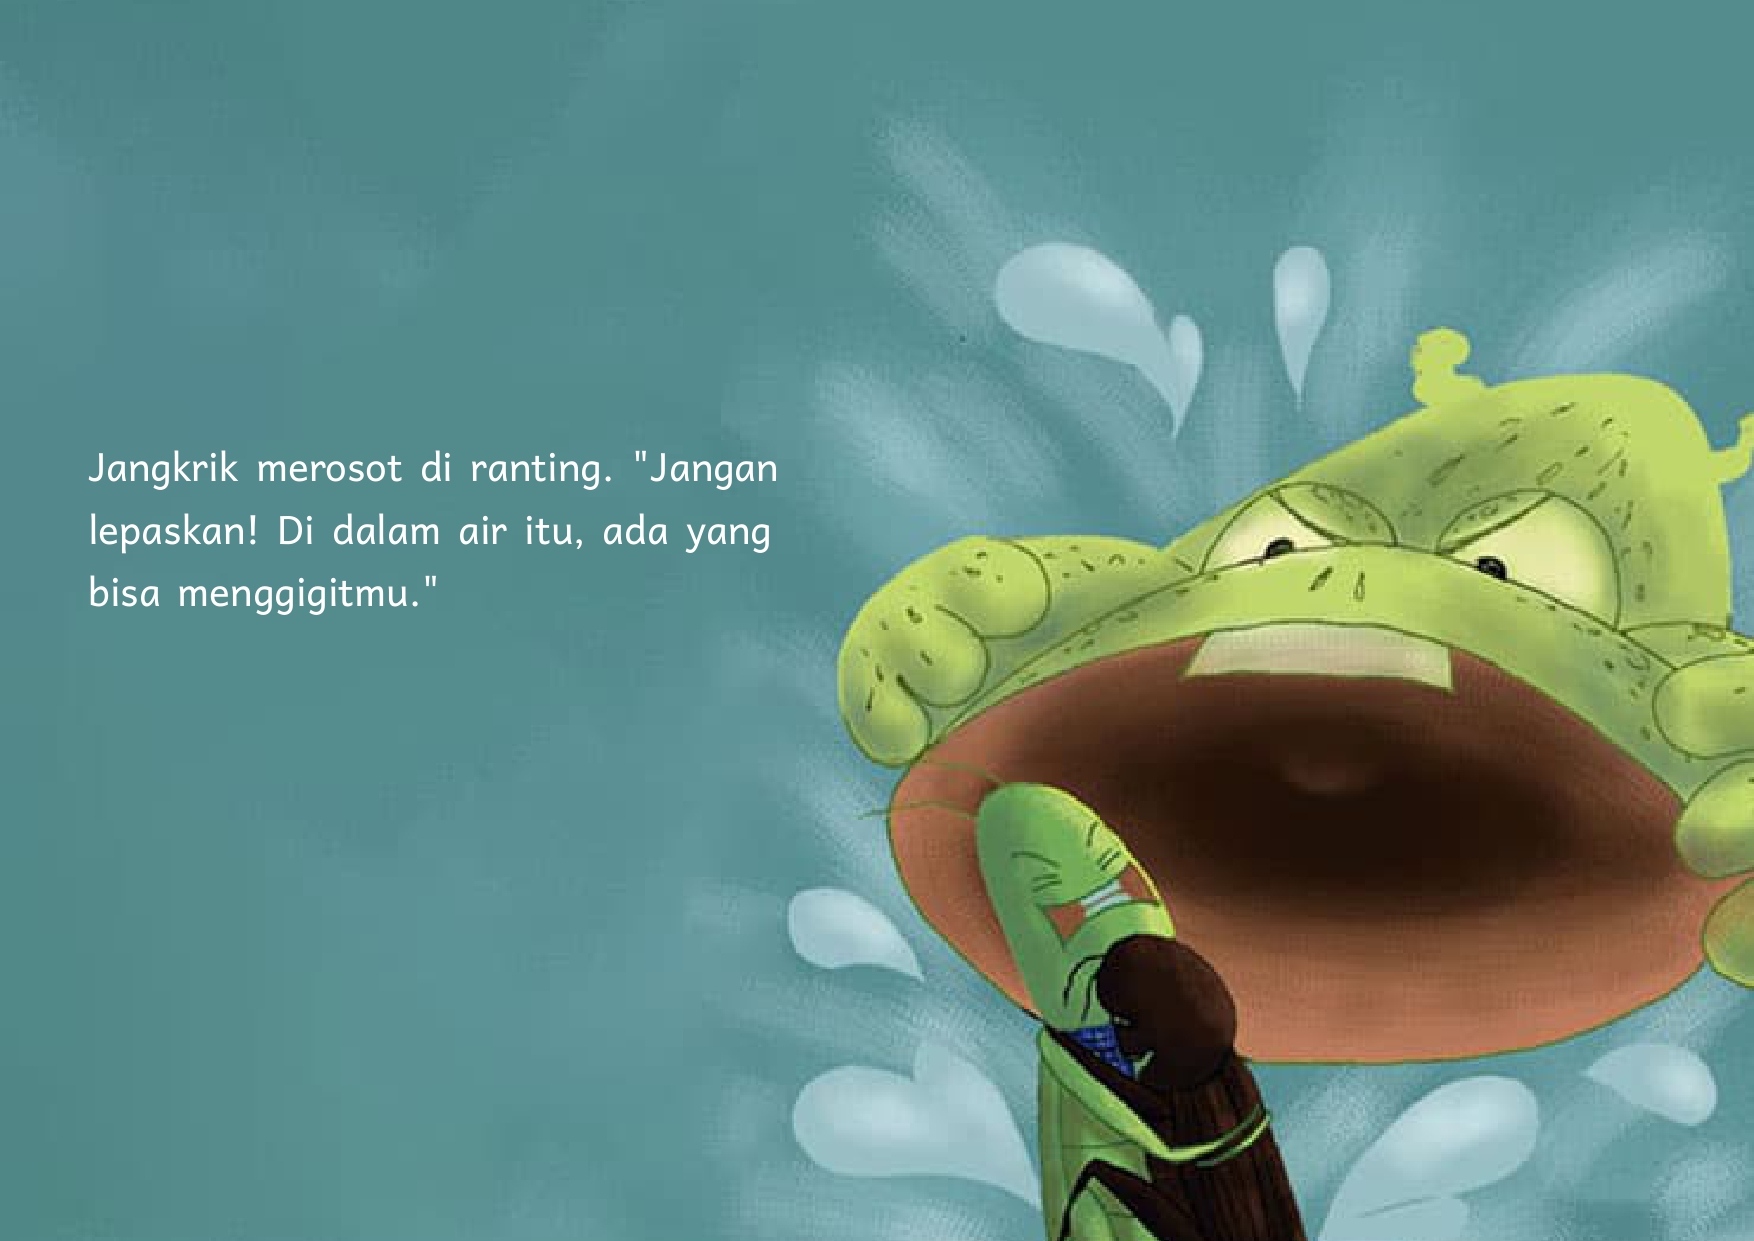 Jangkrik merosot di ranting. "Jangan
lepaskan! Di dalam air itu, ada yang
bisa menggigitmu."